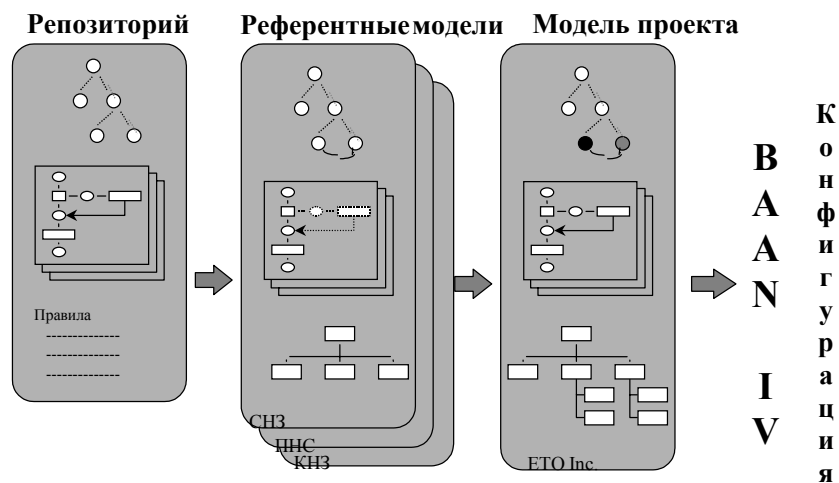 Репозиторий
Референтные модели
Модель проекта
Правила
СНЗ
ПНС
КНЗ
ETO Inc.
BAAN IV
Конфигурация